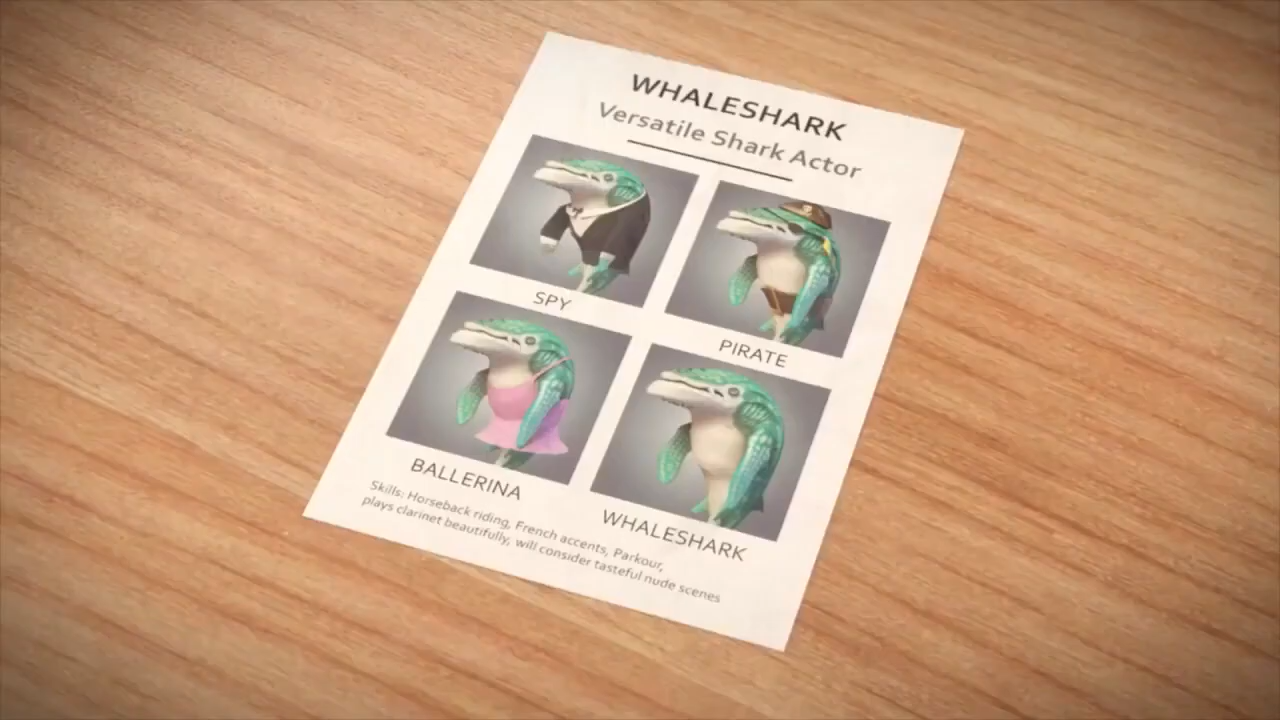 WHALESHARK
Versatile Shark Actor
SPY
PIRATE
BALLERINA
WHALESHARK
Skills: Horseback riding, French accents, Parkour,
plays clarinet beautifully, will consider tasteful nude scenes